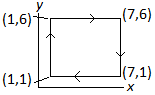 y
(1,6) (7,6)
(1,1) (7,1)
x